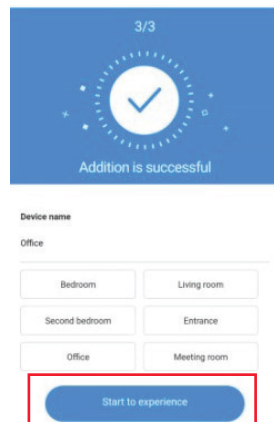 3/3
Addition is successful
Device name
Office
Bedroom Living room
Second bedroom Entrance
Office Meeting room
Start to experience